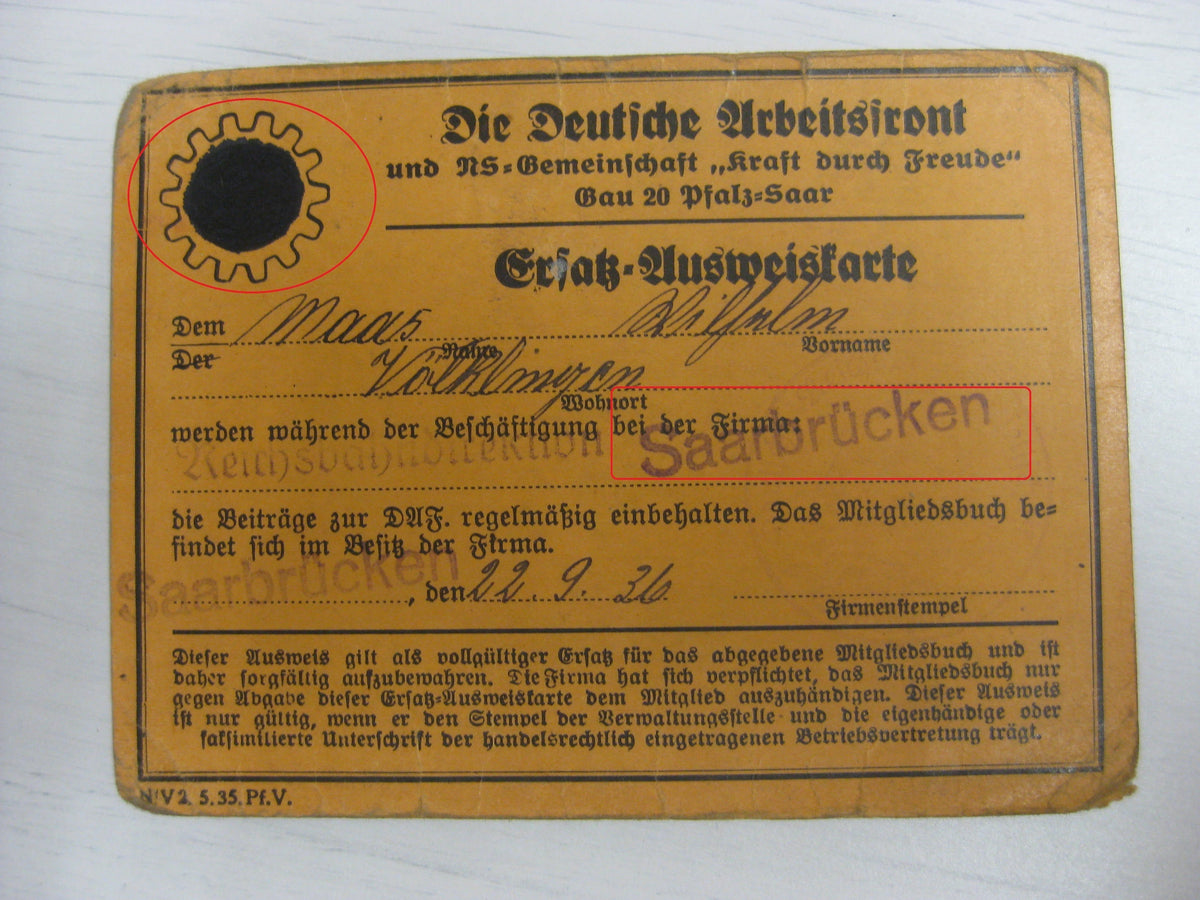 Die Deutsche Arbeitsfront
und NS=Gemeinschaft „Kraft durch Freude"
Gau 20 Pfalz=Saar
Ersatz=Ausweiskarte
Dem Maas Wilhelm
Der Name Vorname
Völklingen
Wohnort
werden während der Beschäftigung bei der Firma:
Reichsbahndirektion Saarbrücken
die Beiträge zur DAF. regelmäßig einbehalten. Das Mitgliedsbuch be=
findet sich im Besitz der Firma.
Saarbrücken, den 22. 9. 36
Firmenstempel
Dieser Ausweis gilt als vollgültiger Ersatz für das abgegebene Mitgliedsbuch und ist
daher sorgfältig aufzubewahren. Die Firma hat sich verpflichtet, das Mitgliedsbuch nur
gegen Abgabe dieser Ersatz=Ausweiskarte dem Mitglied auszuhändigen. Dieser Ausweis
ist nur gültig, wenn er den Stempel der Verwaltungsstelle und die eigenhändige oder
faksimilierte Unterschrift der handelsrechtlich eingetragenen Betriebsvertretung trägt.
N/V 2. 5. 35. Pf. V.